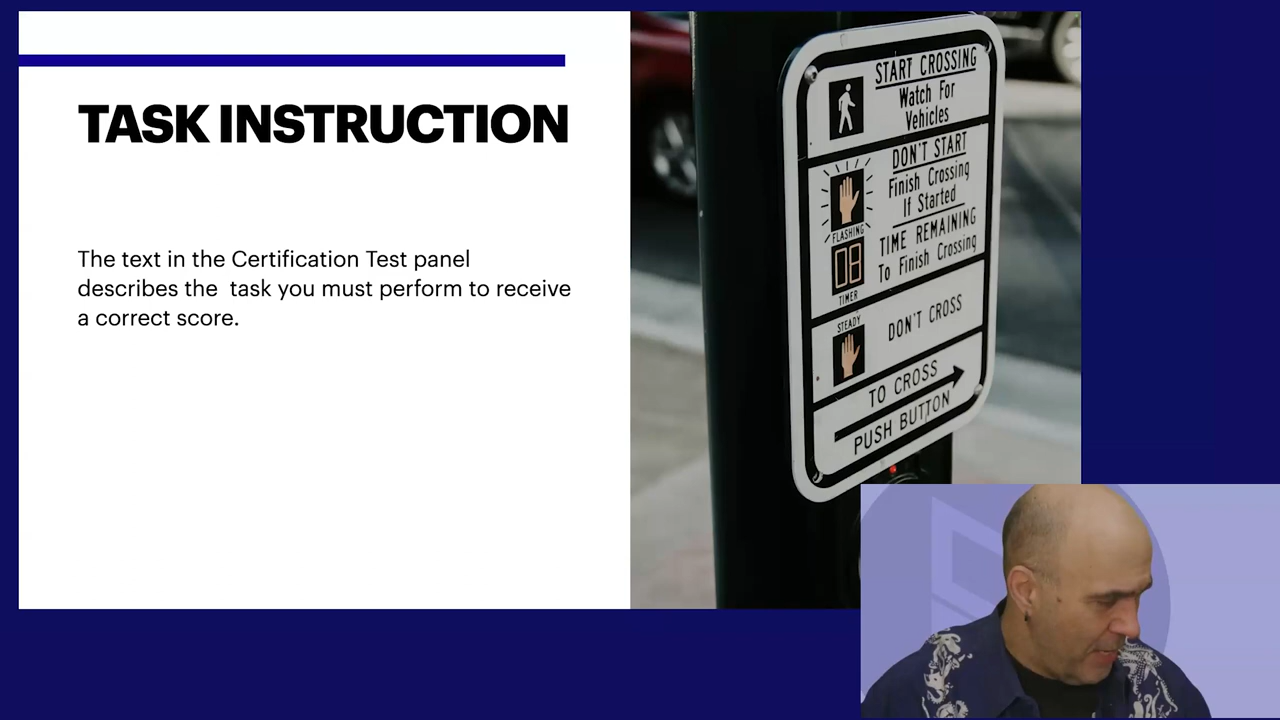 TASK INSTRUCTION
The text in the Certification Test panel
describes the task you must perform to receive
a correct score.
START CROSSING
Watch For
Vehicles
DON'T START
Finish Crossing
If Started
FLASHING
TIME REMAINING
To Finish Crossing
08
TIMER
STEADY
DON'T CROSS
TO CROSS
PUSH BUTTON